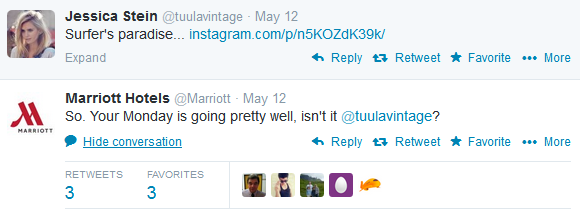 Jessica Stein @tuulavintage · May 12
Surfer's paradise... instagram.com/p/n5KOZdK39k/
Expand Reply Retweet Favorite More
Marriott Hotels @Marriott · May 12
So. Your Monday is going pretty well, isn't it @tuulavintage?
Hide conversation Reply Retweet Favorite More
MARRIOTT
RETWEETS FAVORITES
3 3